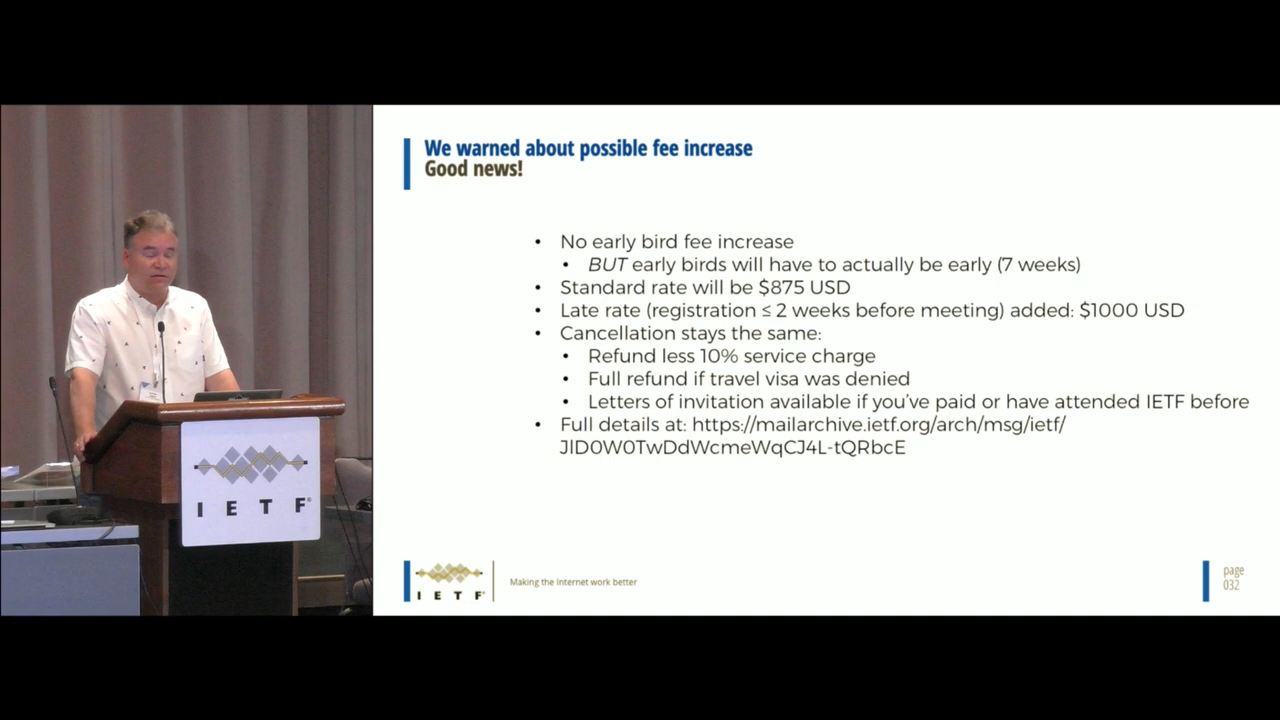 We warned about possible fee increase
Good news!
• No early bird fee increase
• BUT early birds will have to actually be early (7 weeks)
• Standard rate will be $875 USD
• Late rate (registration ≤ 2 weeks before meeting) added: $1000 USD
• Cancellation stays the same:
• Refund less 10% service charge
• Full refund if travel visa was denied
• Letters of invitation available if you've paid or have attended IETF before
• Full details at: https://mailarchive.ietf.org/arch/msg/ietf/
JlD0W0TwDdWcmeWqCJ4L-tQRbcE
IETF®
IETF®
Making the Internet work better
page
032